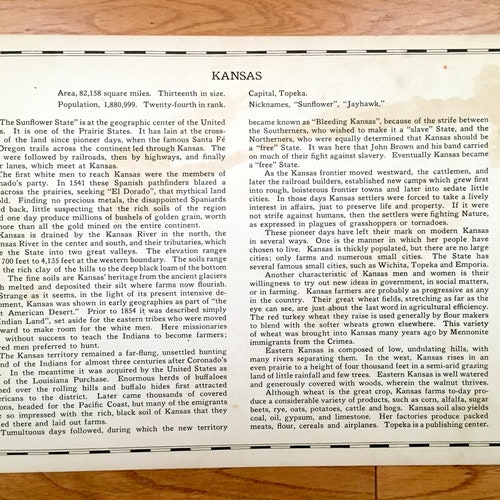 KANSAS
Area, 82,158 square miles. Thirteenth in size.
Population, 1,880,999. Twenty-fourth in rank.
Capital, Topeka.
Nicknames, "Sunflower", "Jayhawk."
The Sunflower State" is at the geographic center of the United
s. It is one of the Prairie States. It has lain at the cross-
of the land since pioneer days, when the famous Santa Fé
Oregon trails across the continent led through Kansas. The
were followed by railroads, then by highways, and finally
r lanes, which meet at Kansas.
The first white men to reach Kansas were the members of
nado's party. In 1541 these Spanish pathfinders blazed a
across the prairies, seeking "El Dorado", that mythical land
old. Finding no precious metals, the disappointed Spaniards
ed back, little suspecting that the rich soils of the region
d one day produce millions of bushels of golden grain, worth
more than all the gold mined on the entire continent.
Kansas is drained by the Kansas River in the north, the
nsas River in the center and south, and their tributaries, which
e the State into two great valleys. The elevation ranges
700 feet to 4,135 feet at the western boundary. The soils range
the rich clay of the hills to the deep black loam of the bottom
The fine soils are Kansas' heritage from the ancient glaciers
h melted and deposited their silt where farms now flourish.
Strange as it seems, in the light of its present intensive de-
ment, Kansas was shown in early geographies as part of "the
t American Desert." Prior to 1854 it was described simply
ndian Land", set aside for the eastern tribes who were moved
ward to make room for the white men. Here missionaries
without success to teach the Indians to become farmers;
red men preferred to hunt.
The Kansas territory remained a far-flung, unsettled hunting
nd of the Indians for almost three centuries after Coronado's
In the meantime it was acquired by the United States as
of the Louisiana Purchase. Enormous herds of buffaloes
med over the rolling hills and buffalo hides first attracted
ericans to the district. Later came thousands of covered
ons, headed for the Pacific Coast, but many of the emigrants
so impressed with the rich, black soil of Kansas that they
ed there and laid out farms.
Tumultuous days followed, during which the new territory
became known as "Bleeding Kansas", because of the strife between
the Southerners, who wished to make it a "slave" State, and the
Northerners, who were equally determined that Kansas should be
a "free" State. It was here that John Brown and his band carried
on much of their fight against slavery. Eventually Kansas became
a "free" State.
As the Kansas frontier moved westward, the cattlemen, and
later the railroad builders, established new camps which grew first
into rough, boisterous frontier towns and later into sedate little
cities. In those days Kansas settlers were forced to take a lively
interest in affairs, just to preserve life and property. If it were
not strife against humans, then the settlers were fighting Nature,
as expressed in plagues of grasshoppers or tornadoes.
These pioneer days have left their mark on modern Kansas
in several ways. One is the manner in which her people have
chosen to live. Kansas is thickly populated, but there are no large
cities; only farms and numerous small cities. The State has
several famous small cities, such as Wichita, Topeka and Emporia.
Another characteristic of Kansas men and women is their
willingness to try out new ideas in government, in social matters,
or in farming. Kansas farmers are probably as progressive as any
in the country. Their great wheat fields, stretching as far as the
eye can see, are just about the last word in agricultural efficiency.
The red turkey wheat they raise is used generally by flour makers
to blend with the softer wheats grown elsewhere. This variety
of wheat was brought into Kansas many years ago by Mennonite
immigrants from the Crimea.
Eastern Kansas is composed of low, undulating hills, with
many rivers separating them. In the west, Kansas rises in an
even prairie to a height of four thousand feet in a semi-arid grazing
land of little rainfall and few trees. Eastern Kansas is well watered
and generously covered with woods, wherein the walnut thrives.
Although wheat is the great crop, Kansas farms to-day pro-
duce a considerable variety of products, such as corn, alfalfa, sugar
beets, rye, oats, potatoes, cattle and hogs. Kansas soil also yields
coal, oil, gypsum, and limestone. Her factories produce packed
meats, flour, cereals and airplanes. Topeka is a publishing center.